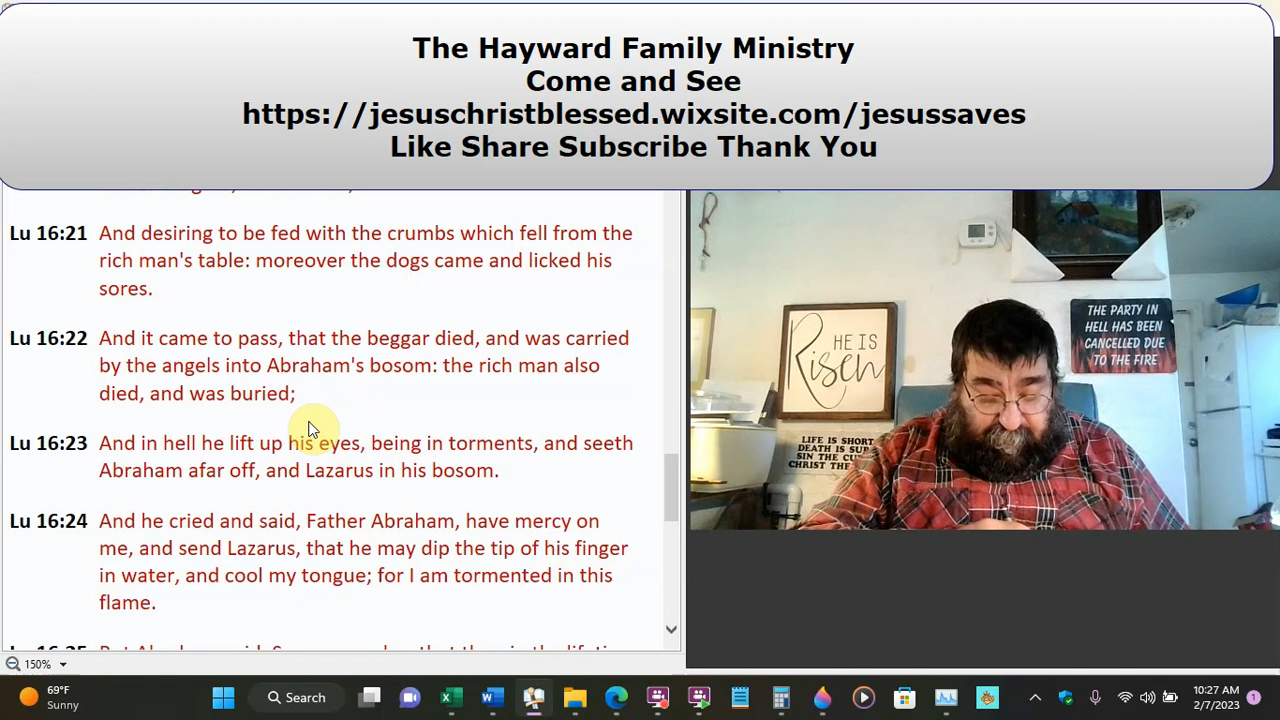 The Hayward Family Ministry
Come and See
https://jesuschristblessed.wixsite.com/jesussaves
Like Share Subscribe Thank You
Lu 16:21 And desiring to be fed with the crumbs which fell from the
rich man's table: moreover the dogs came and licked his
sores.
Lu 16:22 And it came to pass, that the beggar died, and was carried
by the angels into Abraham's bosom: the rich man also
died, and was buried;
Lu 16:23 And in hell he lift up his eyes, being in torments, and seeth
Abraham afar off, and Lazarus in his bosom.
Lu 16:24 And he cried and said, Father Abraham, have mercy on
me, and send Lazarus, that he may dip the tip of his finger
in water, and cool my tongue; for I am tormented in this
flame.
HE IS
Risen
THE PARTY IN
HELL HAS BEEN
CANCELLED DUE
TO THE FIRE
LIFE IS SHORT
DEATH IS
SIN THE
CHRIST THE
150%
69°F
Sunny
Search
10:27 AM
2/7/2023
1